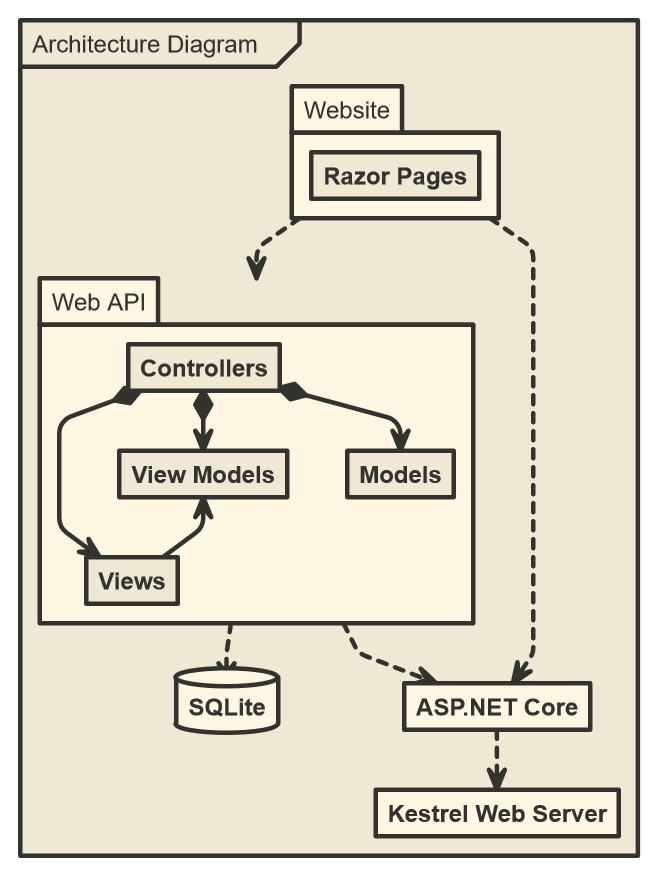 Architecture Diagram
Website
Razor Pages
Web API
Controllers
View Models
Models
Views
SQLite
ASP.NET Core
Kestrel Web Server